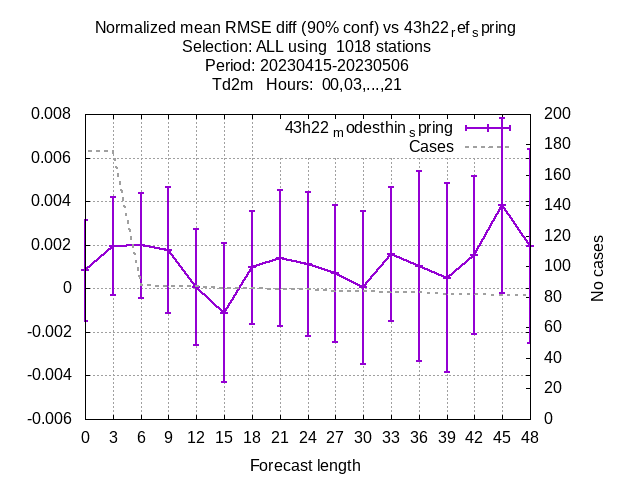 Normalized mean RMSE diff (90% conf) vs 43h22ᵣefₛpring
Selection: ALL using  1018 stations
Period: 20230415-20230506
Td2m   Hours:  00,03,...,21
43h22 ₘodesthinₛpring
Cases
0.008
0.006
0.004
0.002
0
-0.002
-0.004
-0.006
200
180
160
140
120
100
80
60
40
20
0
No cases
0 3 6 9 12 15 18 21 24 27 30 33 36 39 42 45 48
Forecast length